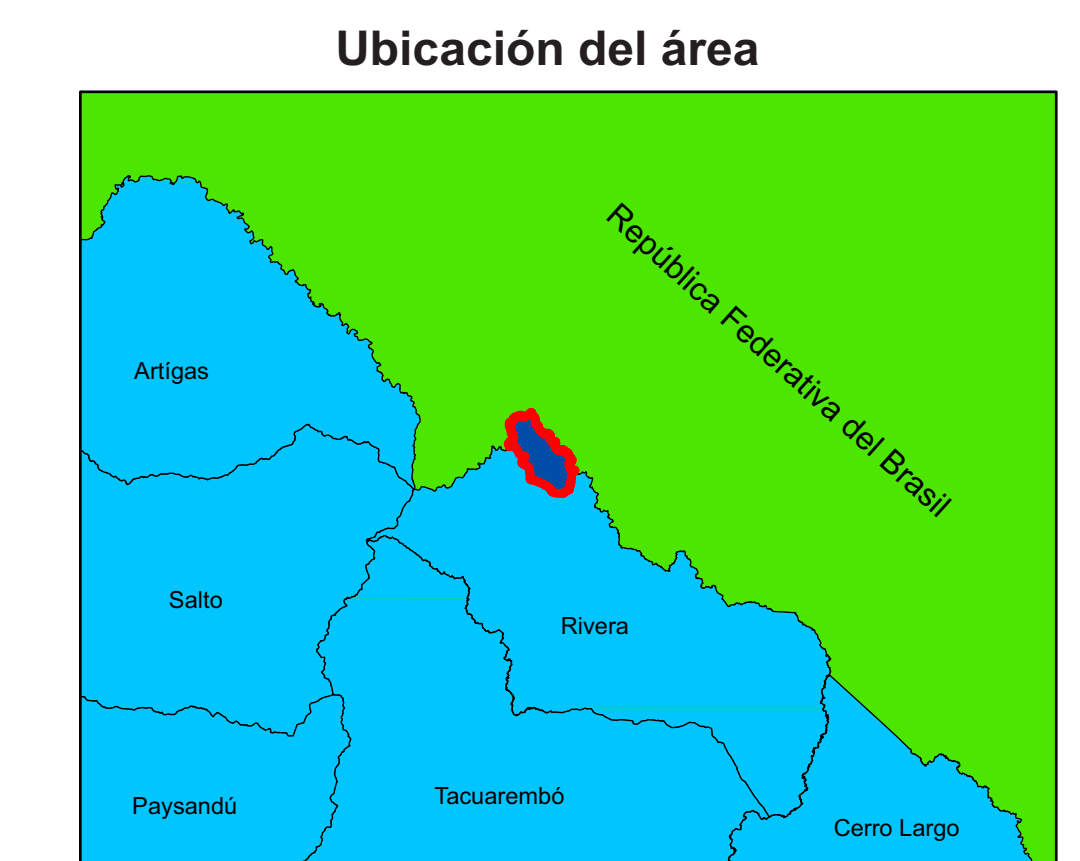 Ubicación del área
República Federativa del Brasil
Artígas
Salto
Rivera
Paysandú
Tacuarembó
Cerro Largo